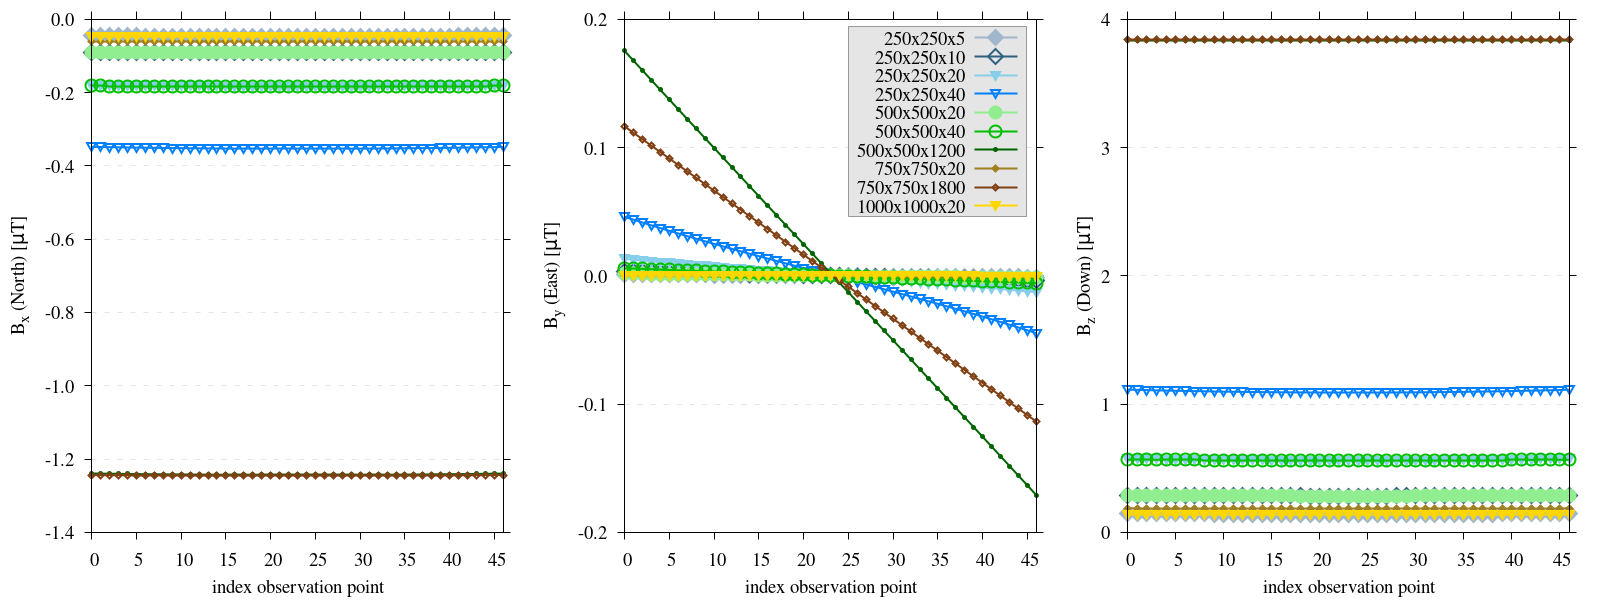 0.0
-0.2
-0.4
-0.6
-0.8
-1.0
-1.2
-1.4
0 5 10 15 20 25 30 35 40 45
index observation point
Bx (North) [µT]
0.2
0.1
0.0
-0.1
-0.2
0 5 10 15 20 25 30 35 40 45
index observation point
By (East) [µT]
250x250x5
250x250x10
250x250x20
250x250x40
500x500x20
500x500x40
500x500x1200
750x750x20
750x750x1800
1000x1000x20
4
3
2
1
0
0 5 10 15 20 25 30 35 40 45
index observation point
Bz (Down) [µT]